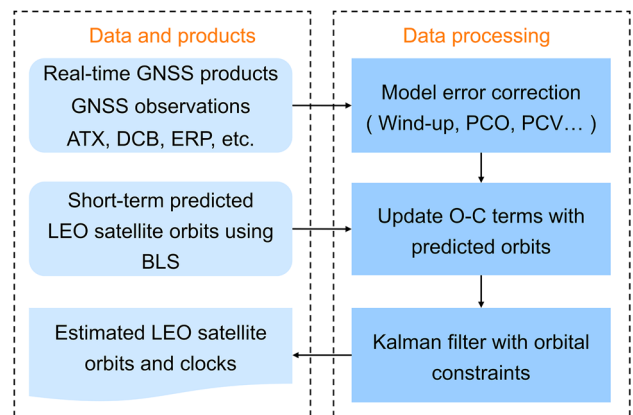 Data and products
Real-time GNSS products
GNSS observations
ATX, DCB, ERP, etc.
Short-term predicted
LEO satellite orbits using
BLS
Estimated LEO satellite
orbits and clocks
Data processing
Model error correction
( Wind-up, PCO, PCV… )
Update O-C terms with
predicted orbits
Kalman filter with orbital
constraints